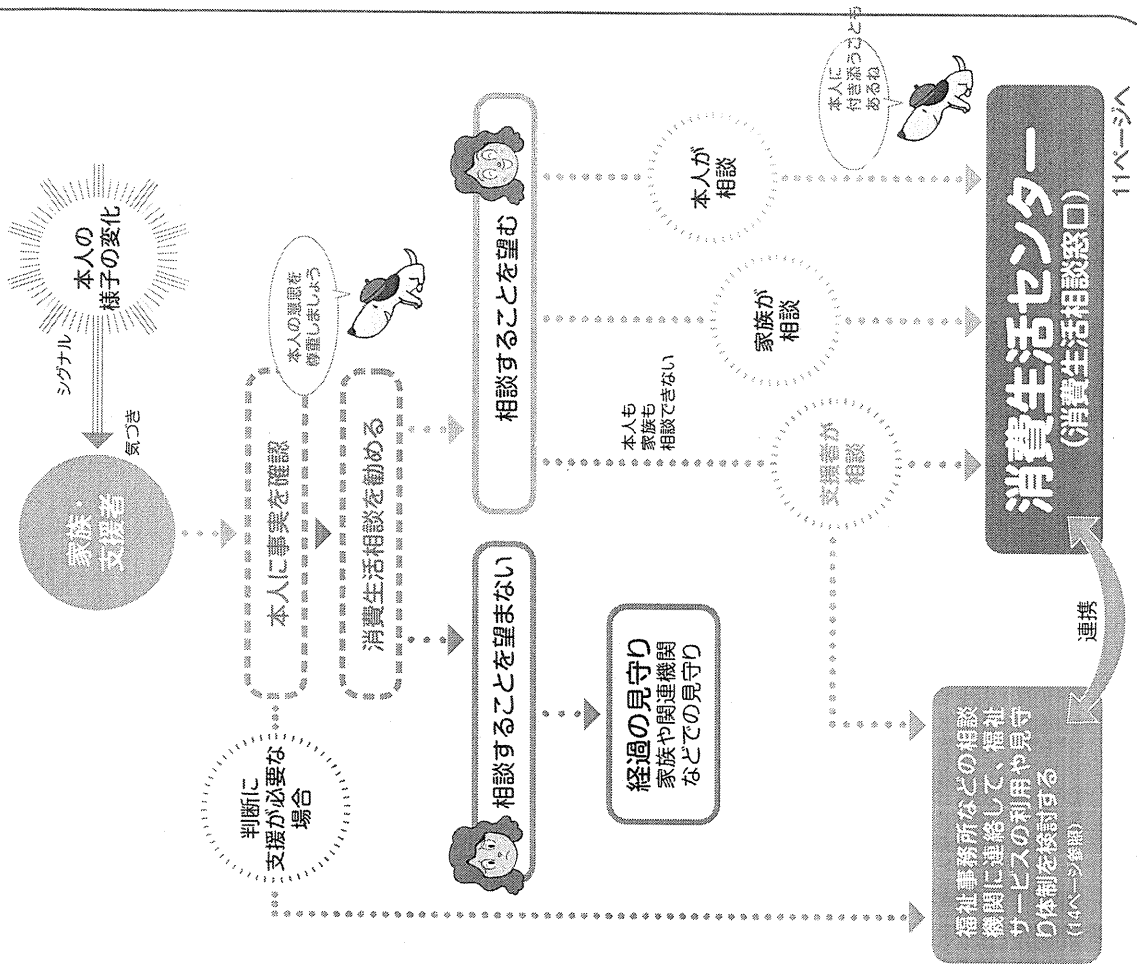 本人の
様子の変化
シグナル
気づき
家族・
支援者
本人に事実を確認
本人の意思を
尊重しましょう
消費生活相談を勧める
判断に
支援が必要な
場合
相談することを望まない
相談することを望む
経過の見守り
家族や関連機関
などでの見守り
本人も
家族も
相談できない
支援者が
相談
家族が
相談
本人が
相談
本人に
付き添うことも
あるね
福祉事務所などの相談
機関に連絡して、福祉
サービスの利用や見守
り体制を検討する
(14ページ参照)
連携
消費生活センター
(消費生活相談窓口)
11ページへ